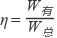 η = W有 / W总